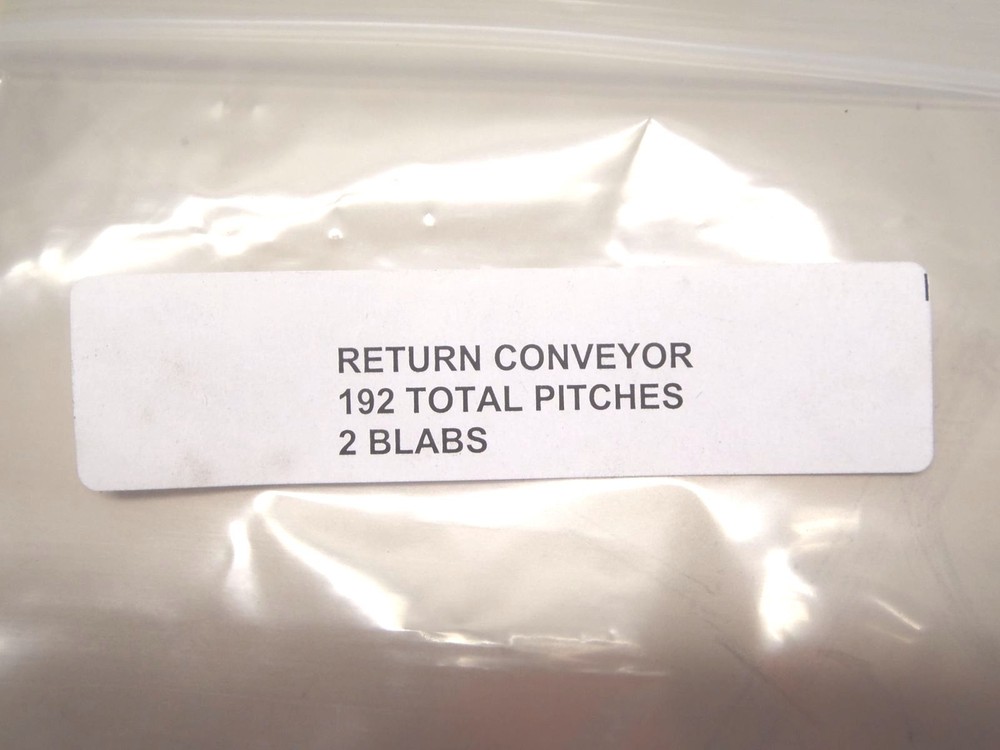 RETURN CONVEYOR
192 TOTAL PITCHES
2 BLABS